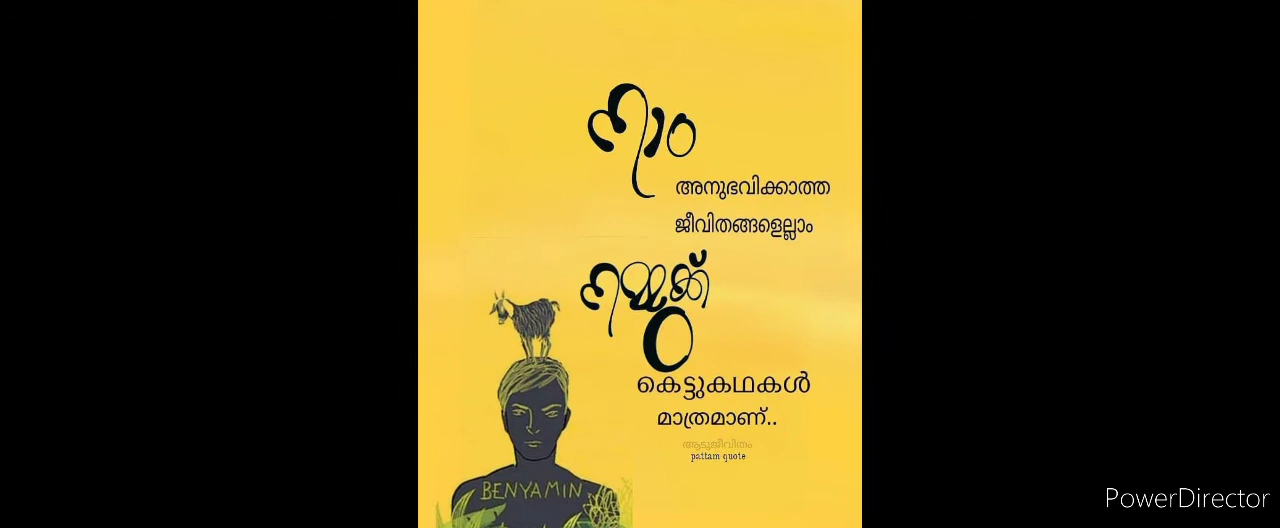 നാം
അനുഭവിക്കാത്ത
ജീവിതങ്ങളെല്ലാം
നമുക്ക്
കെട്ടുകഥകൾ
മാത്രമാണ്..
ആടുജീവിതം
pattam quote
BENYAMIN
PowerDirector